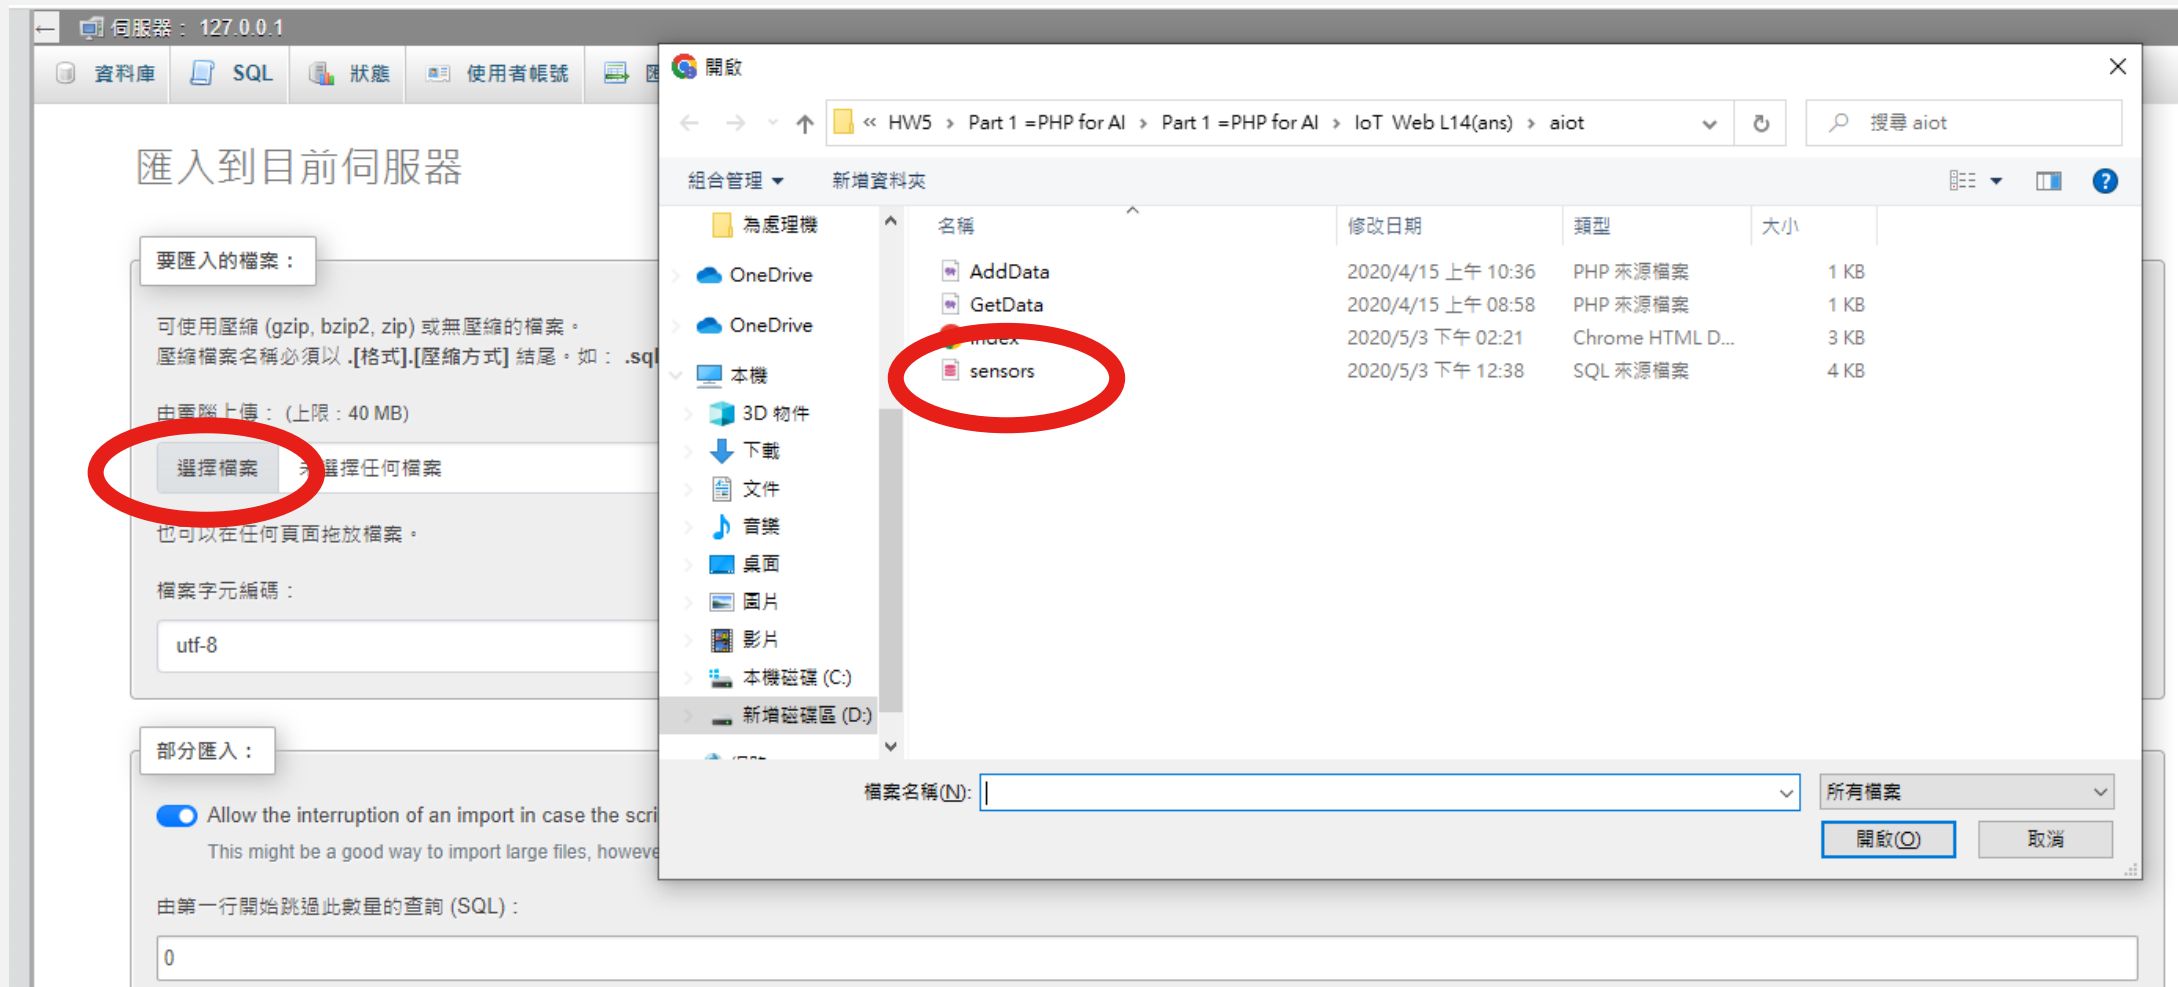 伺服器： 127.0.0.1
資料庫 SQL 狀態 使用者帳號
匯入到目前伺服器
要匯入的檔案：
可使用壓縮 (gzip, bzip2, zip) 或無壓縮的檔案。
壓縮檔案名稱必須以 .[格式].[壓縮方式] 結尾。如： .sql
由電腦上傳： (上限：40 MB)
選擇檔案 未選擇任何檔案
也可以在任何頁面拖放檔案。
檔案字元編碼：
utf-8
部分匯入：
Allow the interruption of an import in case the scri
This might be a good way to import large files, howeve
由第一行開始跳過此數量的查詢 (SQL)：
0
開啟
« HW5 › Part 1 =PHP for AI › Part 1 =PHP for AI › IoT Web L14(ans) › aiot
搜尋 aiot
組合管理 新增資料夾
為處理機
OneDrive
OneDrive
本機
3D 物件
下載
文件
音樂
桌面
圖片
影片
本機磁碟 (C:)
新增磁碟區 (D:)
名稱 修改日期 類型 大小
AddData 2020/4/15 上午 10:36 PHP 來源檔案 1 KB
GetData 2020/4/15 上午 08:58 PHP 來源檔案 1 KB
index 2020/5/3 下午 02:21 Chrome HTML D... 3 KB
sensors 2020/5/3 下午 12:38 SQL 來源檔案 4 KB
檔案名稱(N):
所有檔案
開啟(O) 取消